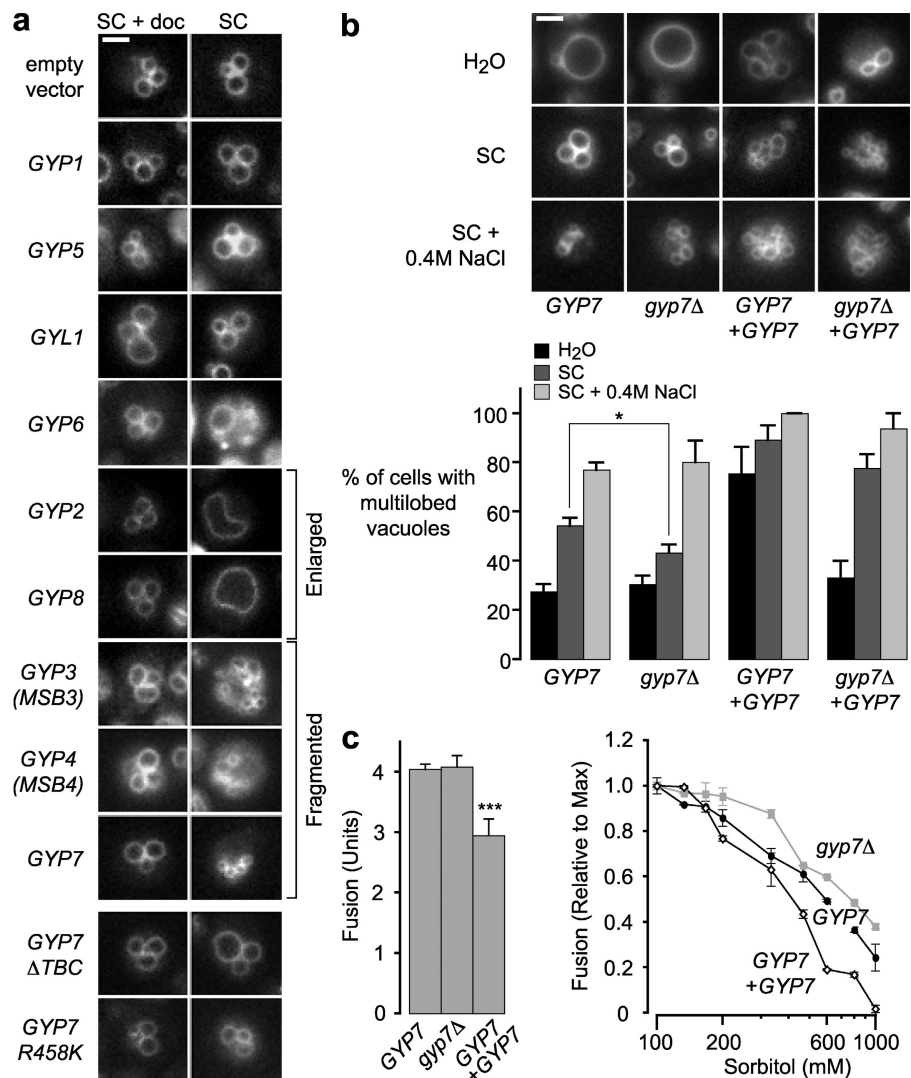 a
SC + doc
SC
empty
vector
GYP1
GYP5
GYL1
GYP6
GYP2
GYP8
Enlarged
GYP3
(MSB3)
GYP4
(MSB4)
GYP7
Fragmented
GYP7
ΔTBC
GYP7
R458K
b
H2O
SC
SC +
0.4M NaCl
GYP7
gyp7Δ
GYP7
+GYP7
gyp7Δ
+GYP7
H2O
SC
SC + 0.4M NaCl
% of cells with
multilobed
vacuoles
100
80
60
40
20
0
*
GYP7
gyp7Δ
GYP7
+GYP7
gyp7Δ
+GYP7
c
Fusion (Units)
4
3
2
1
0
***
GYP7
gyp7Δ
GYP7
+GYP7
Fusion (Relative to Max)
1.2
1.0
0.8
0.6
0.4
0.2
0
gyp7Δ
GYP7
GYP7
+GYP7
100
200
600
1000
Sorbitol (mM)